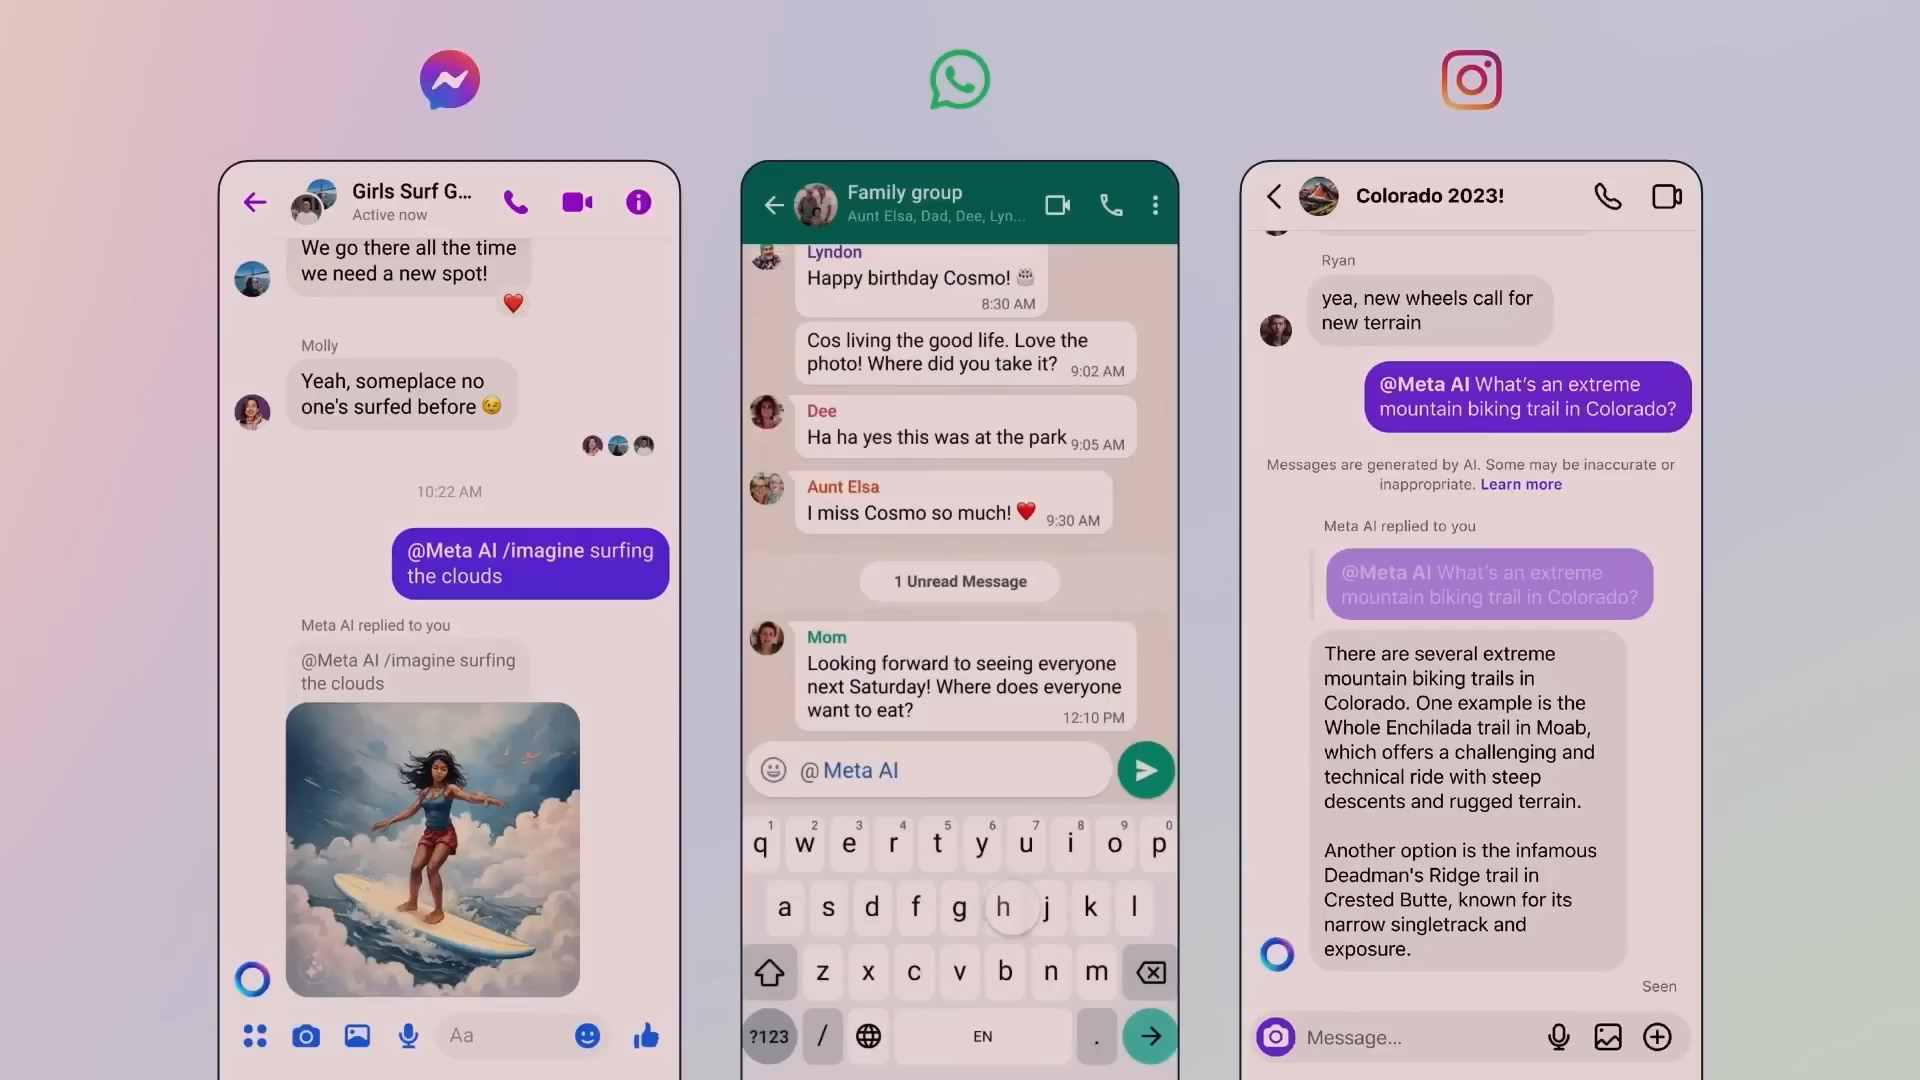 Girls Surf G...
Active now
We go there all the time
we need a new spot!
Molly
Yeah, someplace no
one's surfed before 😉
10:22 AM
@Meta AI /imagine surfing
the clouds
Meta AI replied to you
@Meta AI /imagine surfing
the clouds
Aa
Family group
Aunt Elsa, Dad, Dee, Lyn...
Lyndon
Happy birthday Cosmo! 🎂
8:30 AM
Cos living the good life. Love the
photo! Where did you take it?
9:02 AM
Dee
Ha ha yes this was at the park
9:05 AM
Aunt Elsa
I miss Cosmo so much! ❤️
9:30 AM
1 Unread Message
Mom
Looking forward to seeing everyone
next Saturday! Where does everyone
want to eat?
12:10 PM
@ Meta AI
1 2 3 4 5 6 7 8 9 0
q w e r t y u i o p
a s d f g h j k l
z x c v b n m
?123 / EN .
Colorado 2023!
Ryan
yea, new wheels call for
new terrain
@Meta AI What's an extreme
mountain biking trail in Colorado?
Messages are generated by AI. Some may be inaccurate or
inappropriate. Learn more
Meta AI replied to you
@Meta AI What's an extreme
mountain biking trail in Colorado?
There are several extreme
mountain biking trails in
Colorado. One example is the
Whole Enchilada trail in Moab,
which offers a challenging and
technical ride with steep
descents and rugged terrain.
Another option is the infamous
Deadman's Ridge trail in
Crested Butte, known for its
narrow singletrack and
exposure.
Seen
Message...